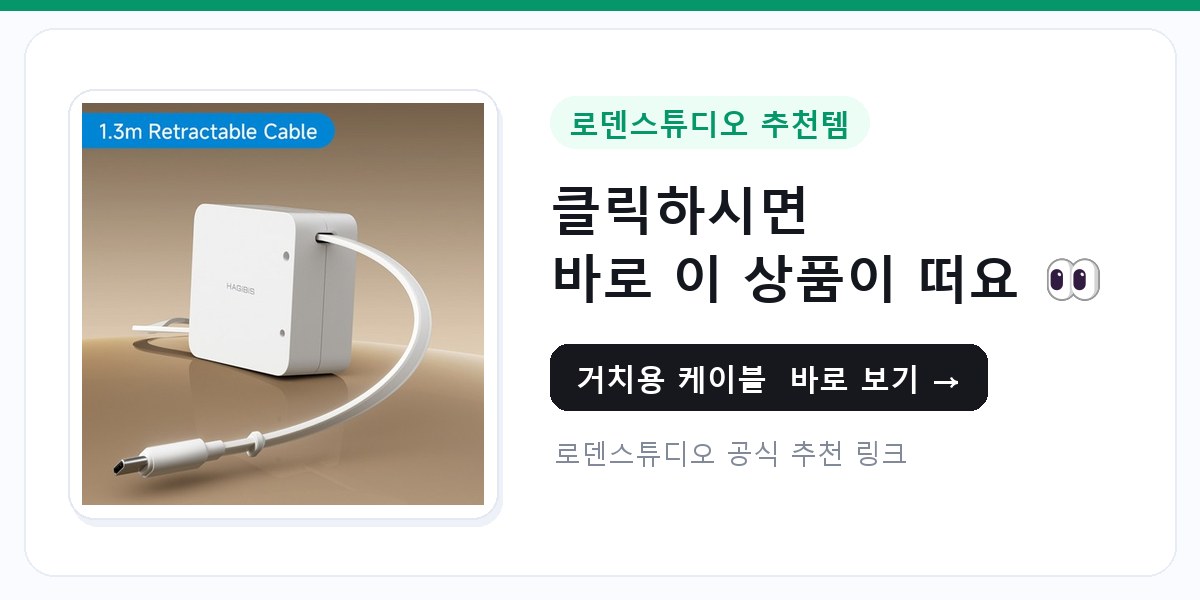 1.3m Retractable Cable
HAGIBIS
로덴스튜디오 추천템
클릭하시면
바로 이 상품이 떠요 👀
거치용 케이블 바로 보기 →
로덴스튜디오 공식 추천 링크